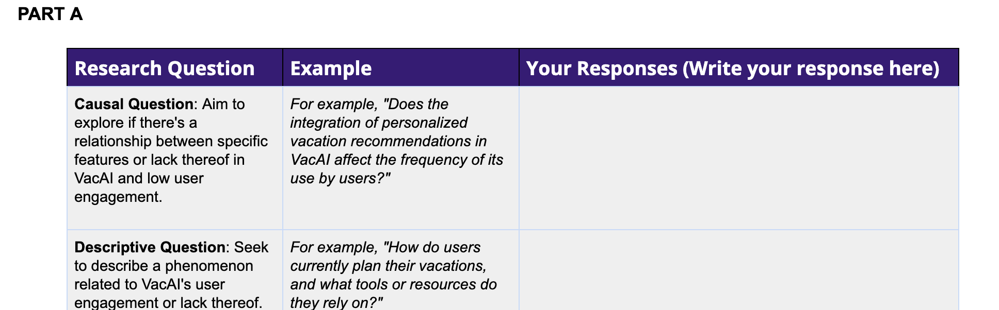 PART A
Research Question
Example
Your Responses (Write your response here)
Causal Question: Aim to
explore if there's a
relationship between specific
features or lack thereof in
VacAI and low user
engagement.
For example, "Does the
integration of personalized
vacation recommendations in
VacAI affect the frequency of its
use by users?"
Descriptive Question: Seek
to describe a phenomenon
related to VacAI's user
engagement or lack thereof.
For example, "How do users
currently plan their vacations,
and what tools or resources do
they rely on?"